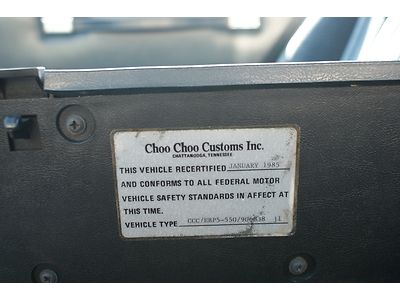 Choo Choo Customs Inc.
CHATTANOOGA, TENNESSEE
THIS VEHICLE RECERTIFIED JANUARY 1985
AND CONFORMS TO ALL FEDERAL MOTOR
VEHICLE SAFETY STANDARDS IN AFFECT AT
THIS TIME.
VEHICLE TYPE